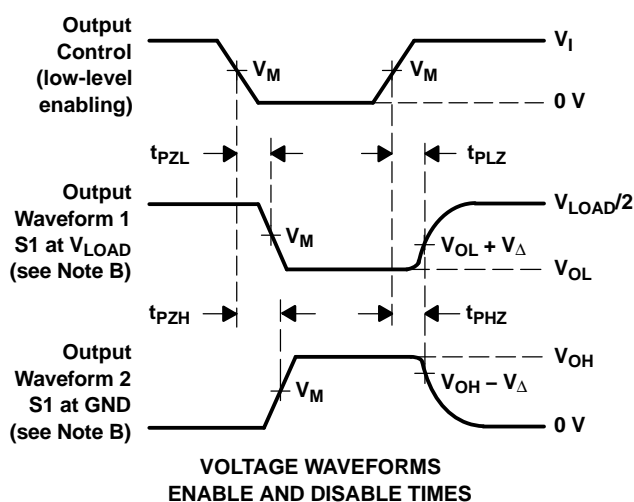 Output
Control
(low-level
enabling)
V_M
V_M
V_I
0 V
t_PZL
t_PLZ
Output
Waveform 1
S1 at V_LOAD
(see Note B)
V_M
V_LOAD/2
V_OL + V_Δ
V_OL
t_PZH
t_PHZ
Output
Waveform 2
S1 at GND
(see Note B)
V_M
V_OH
V_OH − V_Δ
0 V
VOLTAGE WAVEFORMS
ENABLE AND DISABLE TIMES